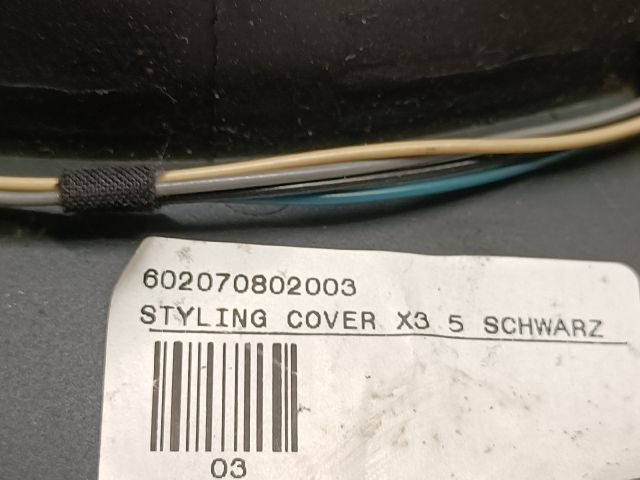 602070802003
STYLING COVER X3 5 SCHWARZ
03